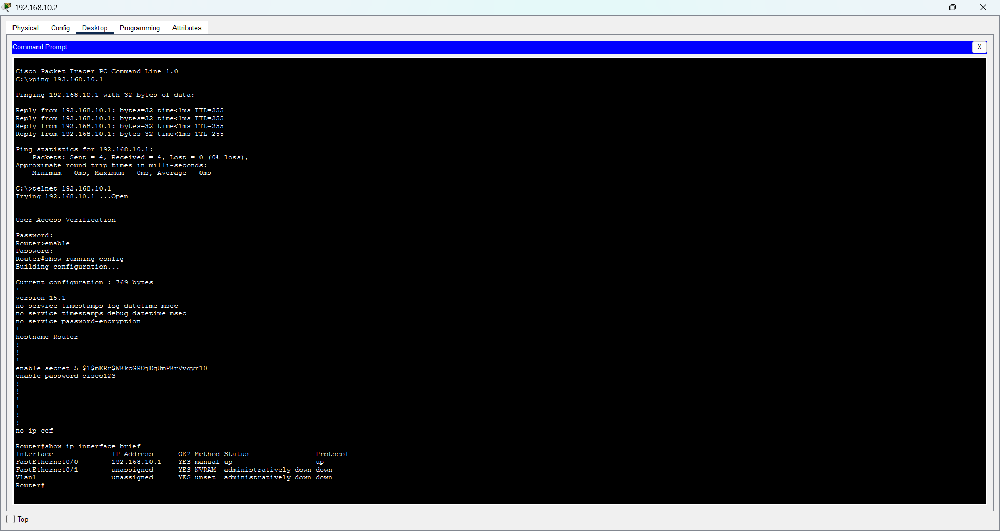 192.168.10.2
Physical Config Desktop Programming Attributes
Command Prompt X
Cisco Packet Tracer PC Command Line 1.0
C:\>ping 192.168.10.1
Pinging 192.168.10.1 with 32 bytes of data:
Reply from 192.168.10.1: bytes=32 time<1ms TTL=255
Reply from 192.168.10.1: bytes=32 time<1ms TTL=255
Reply from 192.168.10.1: bytes=32 time<1ms TTL=255
Reply from 192.168.10.1: bytes=32 time<1ms TTL=255
Ping statistics for 192.168.10.1:
    Packets: Sent = 4, Received = 4, Lost = 0 (0% loss),
Approximate round trip times in milli-seconds:
    Minimum = 0ms, Maximum = 0ms, Average = 0ms
C:\>telnet 192.168.10.1
Trying 192.168.10.1 ...Open
User Access Verification
Password:
Router>enable
Password:
Router#show running-config
Building configuration...
Current configuration : 769 bytes
!
version 15.1
no service timestamps log datetime msec
no service timestamps debug datetime msec
no service password-encryption
!
hostname Router
!
!
!
enable secret 5 $1$mERr$WKkcGROjDgUmPKrVvqyr10
enable password cisco123
!
!
!
!
!
!
no ip cef
Router#show ip interface brief
Interface              IP-Address      OK? Method Status                Protocol
FastEthernet0/0        192.168.10.1    YES manual up                    up
FastEthernet0/1        unassigned      YES NVRAM  administratively down down
Vlan1                  unassigned      YES unset  administratively down down
Router#
Top